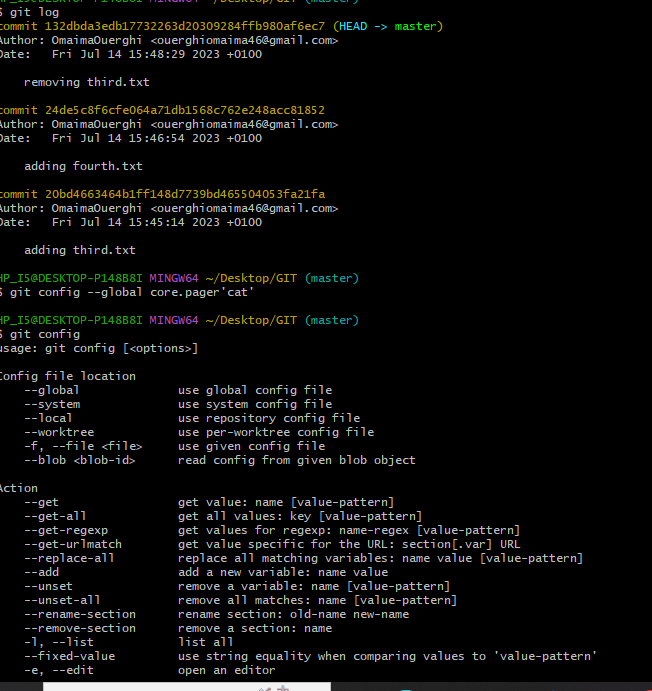 $ git log
commit 132dbda3edb17732263d20309284ffb980af6ec7 (HEAD -> master)
Author: OmaimaOuerghi <ouerghiomaima46@gmail.com>
Date:   Fri Jul 14 15:48:29 2023 +0100
    removing third.txt
commit 24de5c8f6cfe064a71db1568c762e248acc81852
Author: OmaimaOuerghi <ouerghiomaima46@gmail.com>
Date:   Fri Jul 14 15:46:54 2023 +0100
    adding fourth.txt
commit 20bd4663464b1ff148d7739bd465504053fa21fa
Author: OmaimaOuerghi <ouerghiomaima46@gmail.com>
Date:   Fri Jul 14 15:45:14 2023 +0100
    adding third.txt
HP_I5@DESKTOP-P148B8I MINGW64 ~/Desktop/GIT (master)
$ git config --global core.pager'cat'
HP_I5@DESKTOP-P148B8I MINGW64 ~/Desktop/GIT (master)
$ git config
usage: git config [<options>]
Config file location
    --global              use global config file
    --system              use system config file
    --local               use repository config file
    --worktree            use per-worktree config file
    -f, --file <file>     use given config file
    --blob <blob-id>      read config from given blob object
Action
    --get                 get value: name [value-pattern]
    --get-all             get all values: key [value-pattern]
    --get-regexp          get values for regexp: name-regex [value-pattern]
    --get-urlmatch        get value specific for the URL: section[.var] URL
    --replace-all         replace all matching variables: name value [value-pattern]
    --add                 add a new variable: name value
    --unset               remove a variable: name [value-pattern]
    --unset-all           remove all matches: name [value-pattern]
    --rename-section      rename section: old-name new-name
    --remove-section      remove a section: name
    -l, --list            list all
    --fixed-value         use string equality when comparing values to 'value-pattern'
    -e, --edit            open an editor